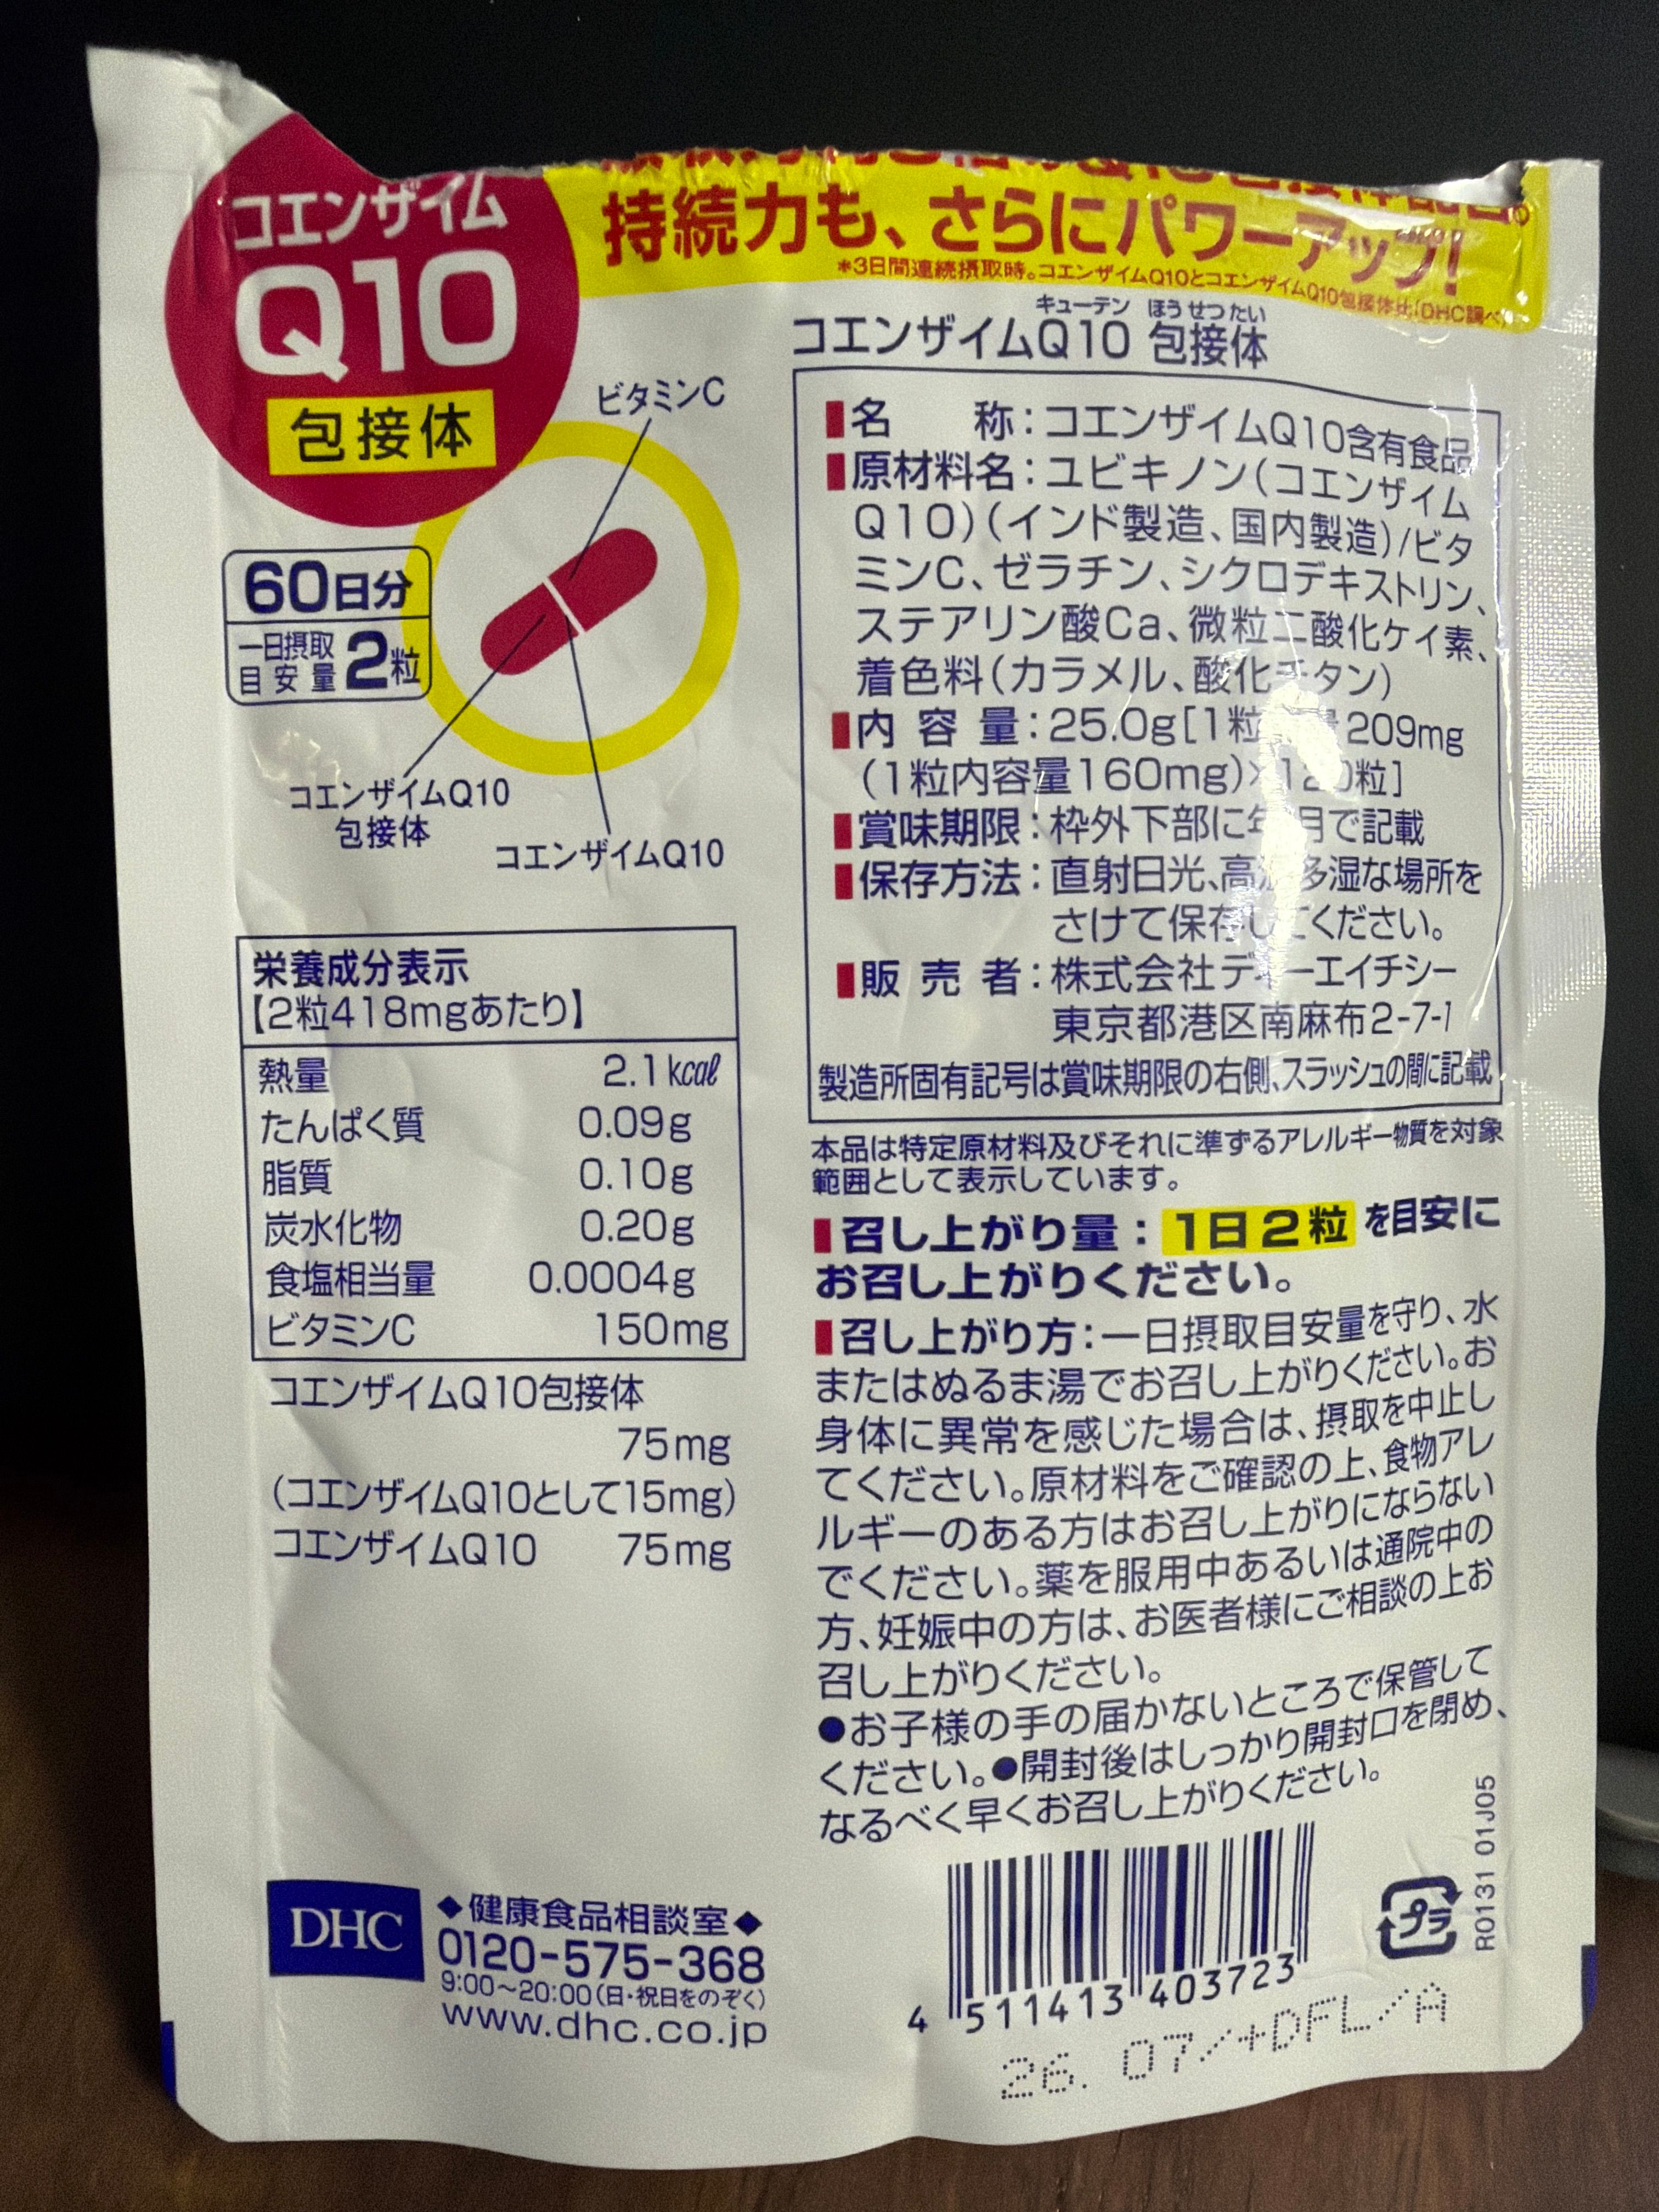 コエンザイム
Q10
包接体
持続力も、さらにパワーアップ!
*3日間連続摂取時。コエンザイムQ10とコエンザイムQ10包接体比(DHC調べ)
ビタミンC
60日分
一日摂取
目安量 2粒
コエンザイムQ10
包接体
コエンザイムQ10
栄養成分表示
【2粒418mgあたり】
熱量 2.1kcal
たんぱく質 0.09g
脂質 0.10g
炭水化物 0.20g
食塩相当量 0.0004g
ビタミンC 150mg
コエンザイムQ10包接体
75mg
(コエンザイムQ10として15mg)
コエンザイムQ10 75mg
キューテン ほうせつたい
コエンザイムQ10 包接体
名 称:コエンザイムQ10含有食品
原材料名:ユビキノン(コエンザイム
Q10)(インド製造、国内製造)/ビタ
ミンC、ゼラチン、シクロデキストリン、
ステアリン酸Ca、微粒二酸化ケイ素、
着色料(カラメル、酸化チタン)
内容量:25.0g[1粒 量209mg
(1粒内容量160mg)×120粒]
賞味期限:枠外下部に年月で記載
保存方法:直射日光、高温多湿な場所を
さけて保存してください。
販売者:株式会社ディーエイチシー
東京都港区南麻布2-7-1
製造所固有記号は賞味期限の右側、スラッシュの間に記載
本品は特定原材料及びそれに準ずるアレルギー物質を対象
範囲として表示しています。
召し上がり量:1日2粒を目安に
お召し上がりください。
召し上がり方:一日摂取目安量を守り、水
またはぬるま湯でお召し上がりください。お
身体に異常を感じた場合は、摂取を中止し
てください。原材料をご確認の上、食物アレ
ルギーのある方はお召し上がりにならない
でください。薬を服用中あるいは通院中の
方、妊娠中の方は、お医者様にご相談の上お
召し上がりください。
●お子様の手の届かないところで保管して
ください。●開封後はしっかり開封口を閉め、
なるべく早くお召し上がりください。
DHC
◆健康食品相談室◆
0120-575-368
9:00~20:00(日・祝日をのぞく)
www.dhc.co.jp
4 511413 403723
プラ
R0131 01J05
26. 07/+DFL/A